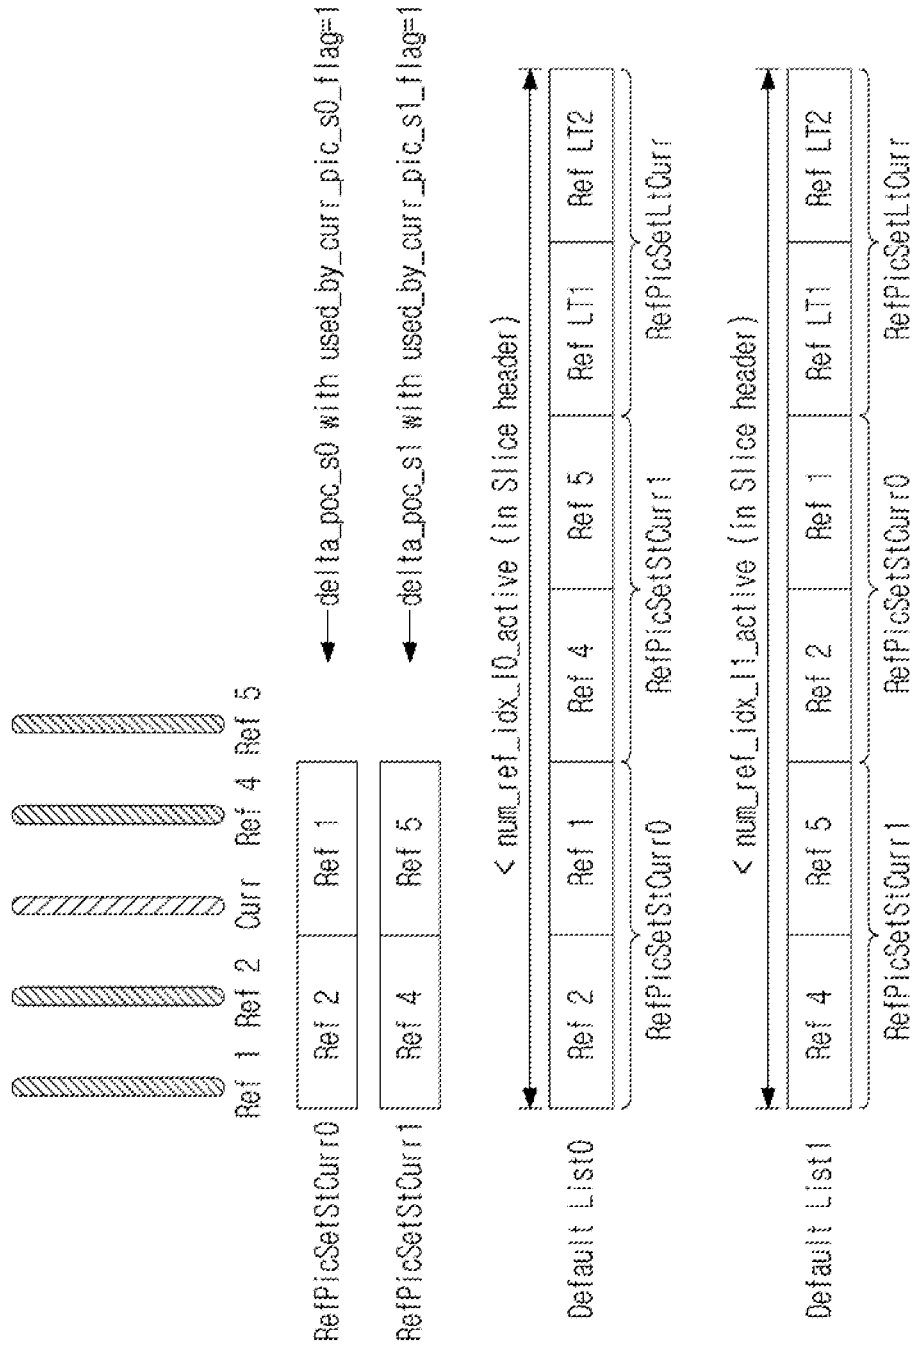 Ref 1 Ref 2 Curr Ref 4 Ref 5
RefPicSetStCurr0 Ref 2 Ref 1 delta_poc_s0 with used_by_curr_pic_s0_flag=1
RefPicSetStCurr1 Ref 4 Ref 5 delta_poc_s1 with used_by_curr_pic_s1_flag=1
< num_ref_idx_l0_active (in Slice header)
Default List0 Ref 2 Ref 1 Ref 4 Ref 5 Ref LT1 Ref LT2
RefPicSetStCurr0 RefPicSetStCurr1 RefPicSetLtCurr
< num_ref_idx_l1_active (in Slice header)
Default List1 Ref 4 Ref 5 Ref 2 Ref 1 Ref LT1 Ref LT2
RefPicSetStCurr1 RefPicSetStCurr0 RefPicSetLtCurr